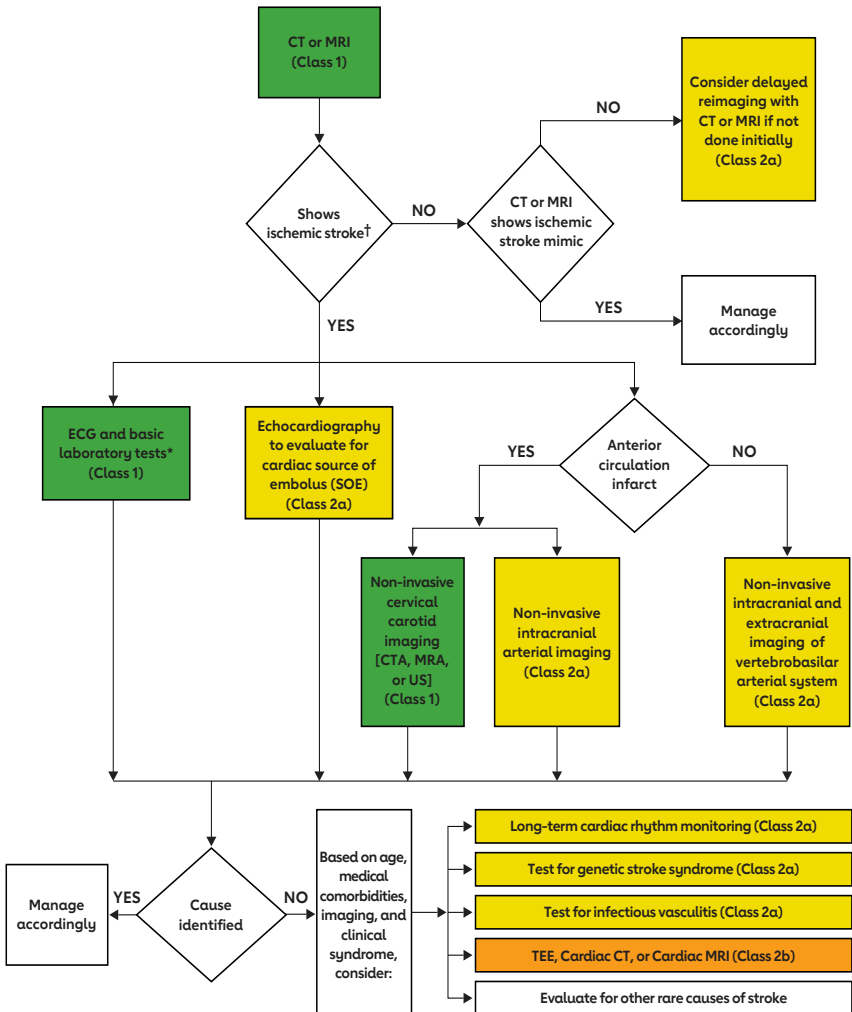 CT or MRI
(Class 1)
NO
Consider delayed
reimaging with
CT or MRI if not
done initially
(Class 2a)
Shows
ischemic stroke†
NO
CT or MRI
shows ischemic
stroke mimic
YES
Manage
accordingly
YES
ECG and basic
laboratory tests*
(Class 1)
Echocardiography
to evaluate for
cardiac source of
embolus (SOE)
(Class 2a)
YES
Anterior
circulation
infarct
NO
Non-invasive
cervical
carotid
imaging
[CTA, MRA,
or US]
(Class 1)
Non-invasive
intracranial
arterial imaging
(Class 2a)
Non-invasive
intracranial and
extracranial
imaging of
vertebrobasilar
arterial system
(Class 2a)
Manage
accordingly
YES
Cause
identified
NO
Based on age,
medical
comorbidities,
imaging, and
clinical
syndrome,
consider:
Long-term cardiac rhythm monitoring (Class 2a)
Test for genetic stroke syndrome (Class 2a)
Test for infectious vasculitis (Class 2a)
TEE, Cardiac CT, or Cardiac MRI (Class 2b)
Evaluate for other rare causes of stroke